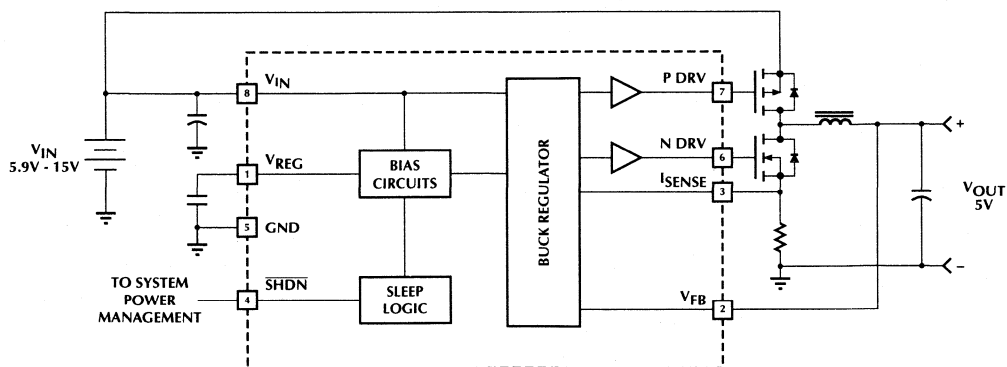 V_IN
5.9V - 15V
8
V_IN
1
V_REG
5
GND
TO SYSTEM
POWER
MANAGEMENT
4
S̅H̅D̅N̅
BIAS
CIRCUITS
SLEEP
LOGIC
BUCK REGULATOR
P DRV
7
N DRV
6
I_SENSE
3
V_FB
2
+
V_OUT
5V
–